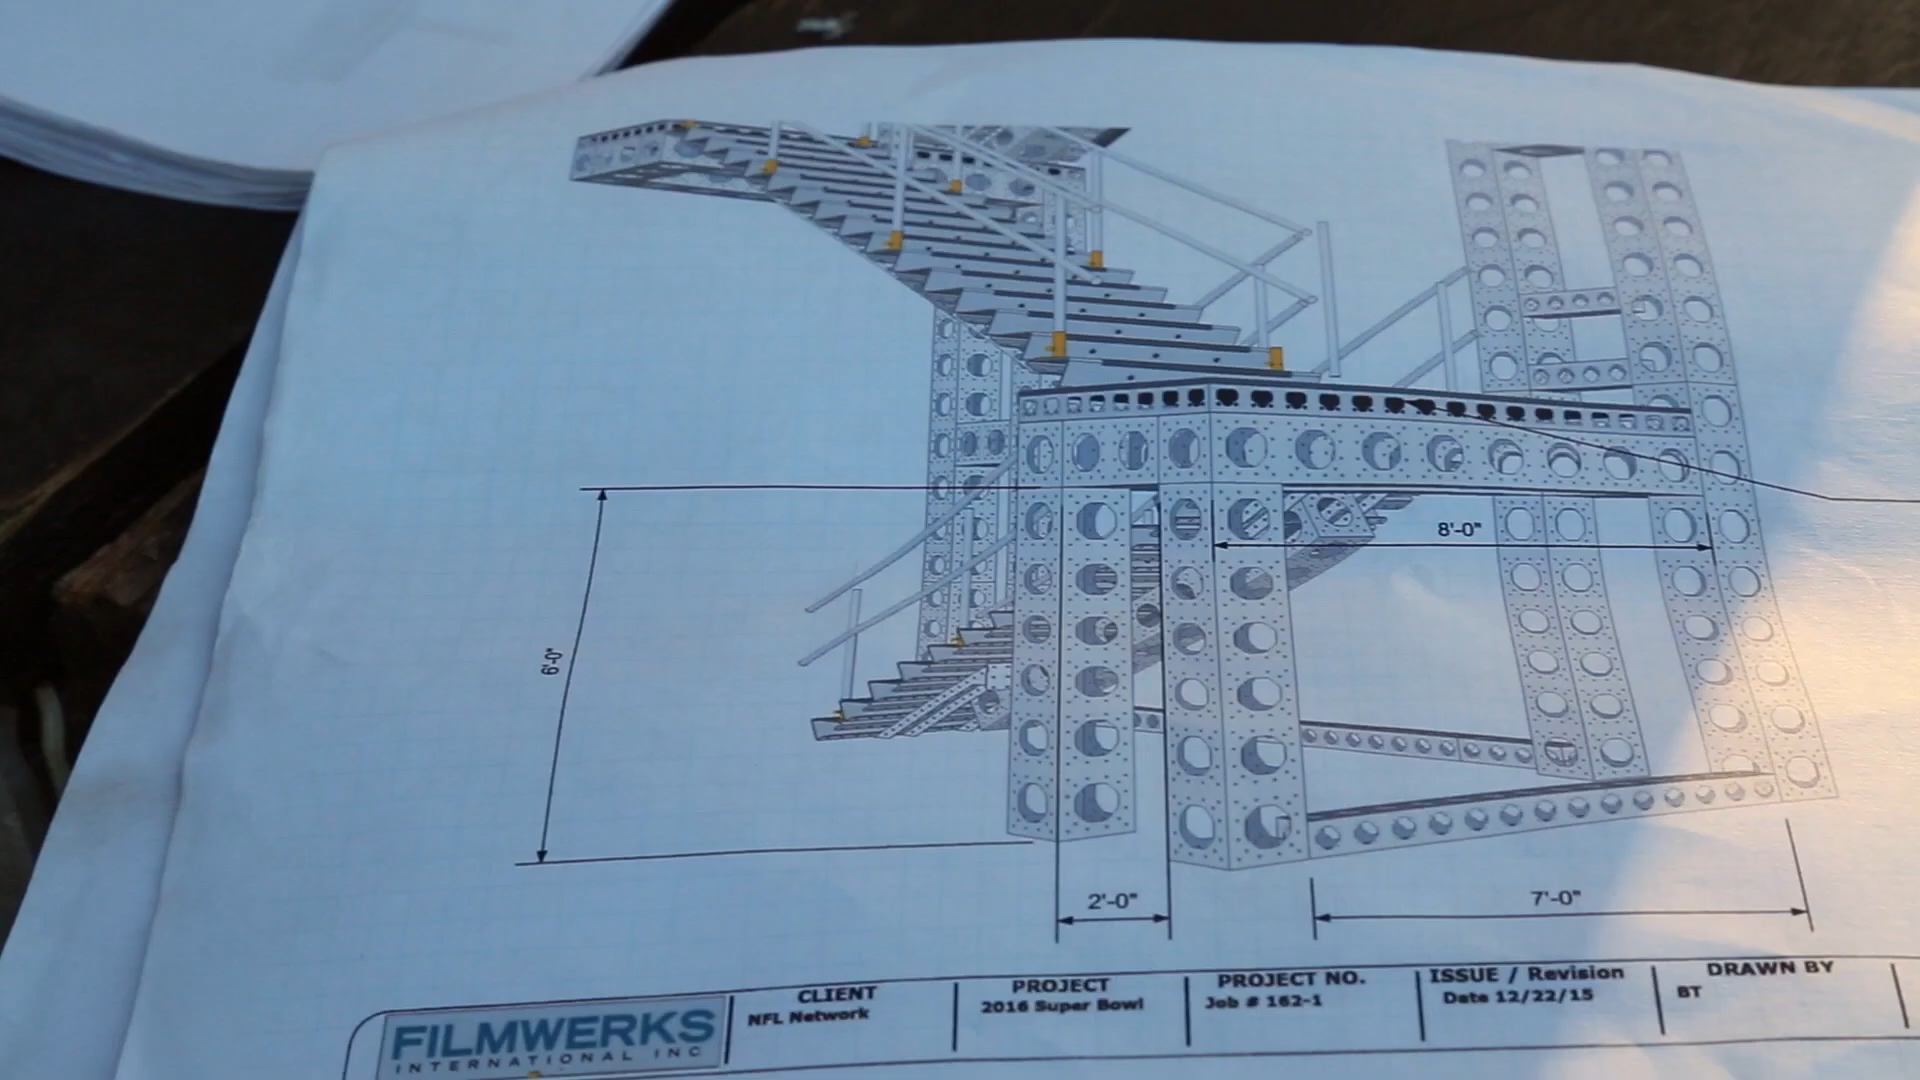 8'-0"
6'-0"
2'-0"
7'-0"
FILMWERKS
INTERNATIONAL INC
CLIENT
NFL Network
PROJECT
2016 Super Bowl
PROJECT NO.
Job # 162-1
ISSUE / Revision
Date 12/22/15
DRAWN BY
BT